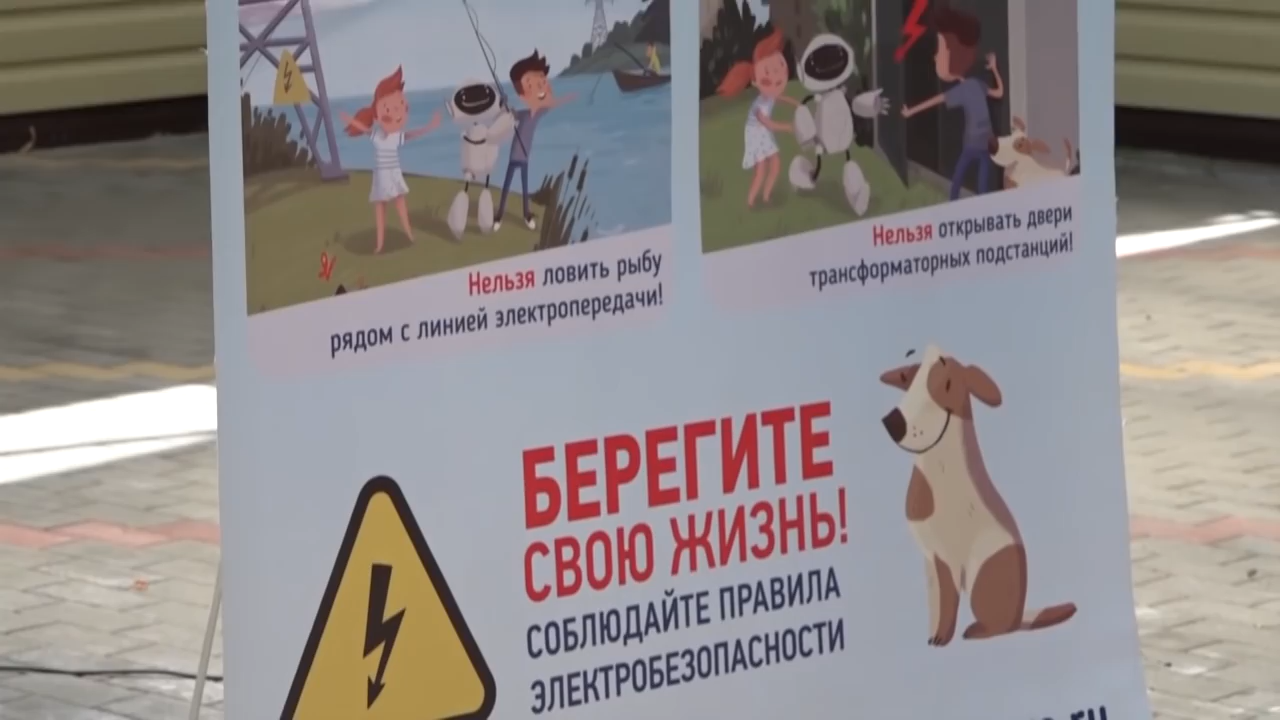 Нельзя ловить рыбу
рядом с линией электропередачи!
Нельзя открывать двери
трансформаторных подстанций!
БЕРЕГИТЕ
СВОЮ ЖИЗНЬ!
СОБЛЮДАЙТЕ ПРАВИЛА
ЭЛЕКТРОБЕЗОПАСНОСТИ